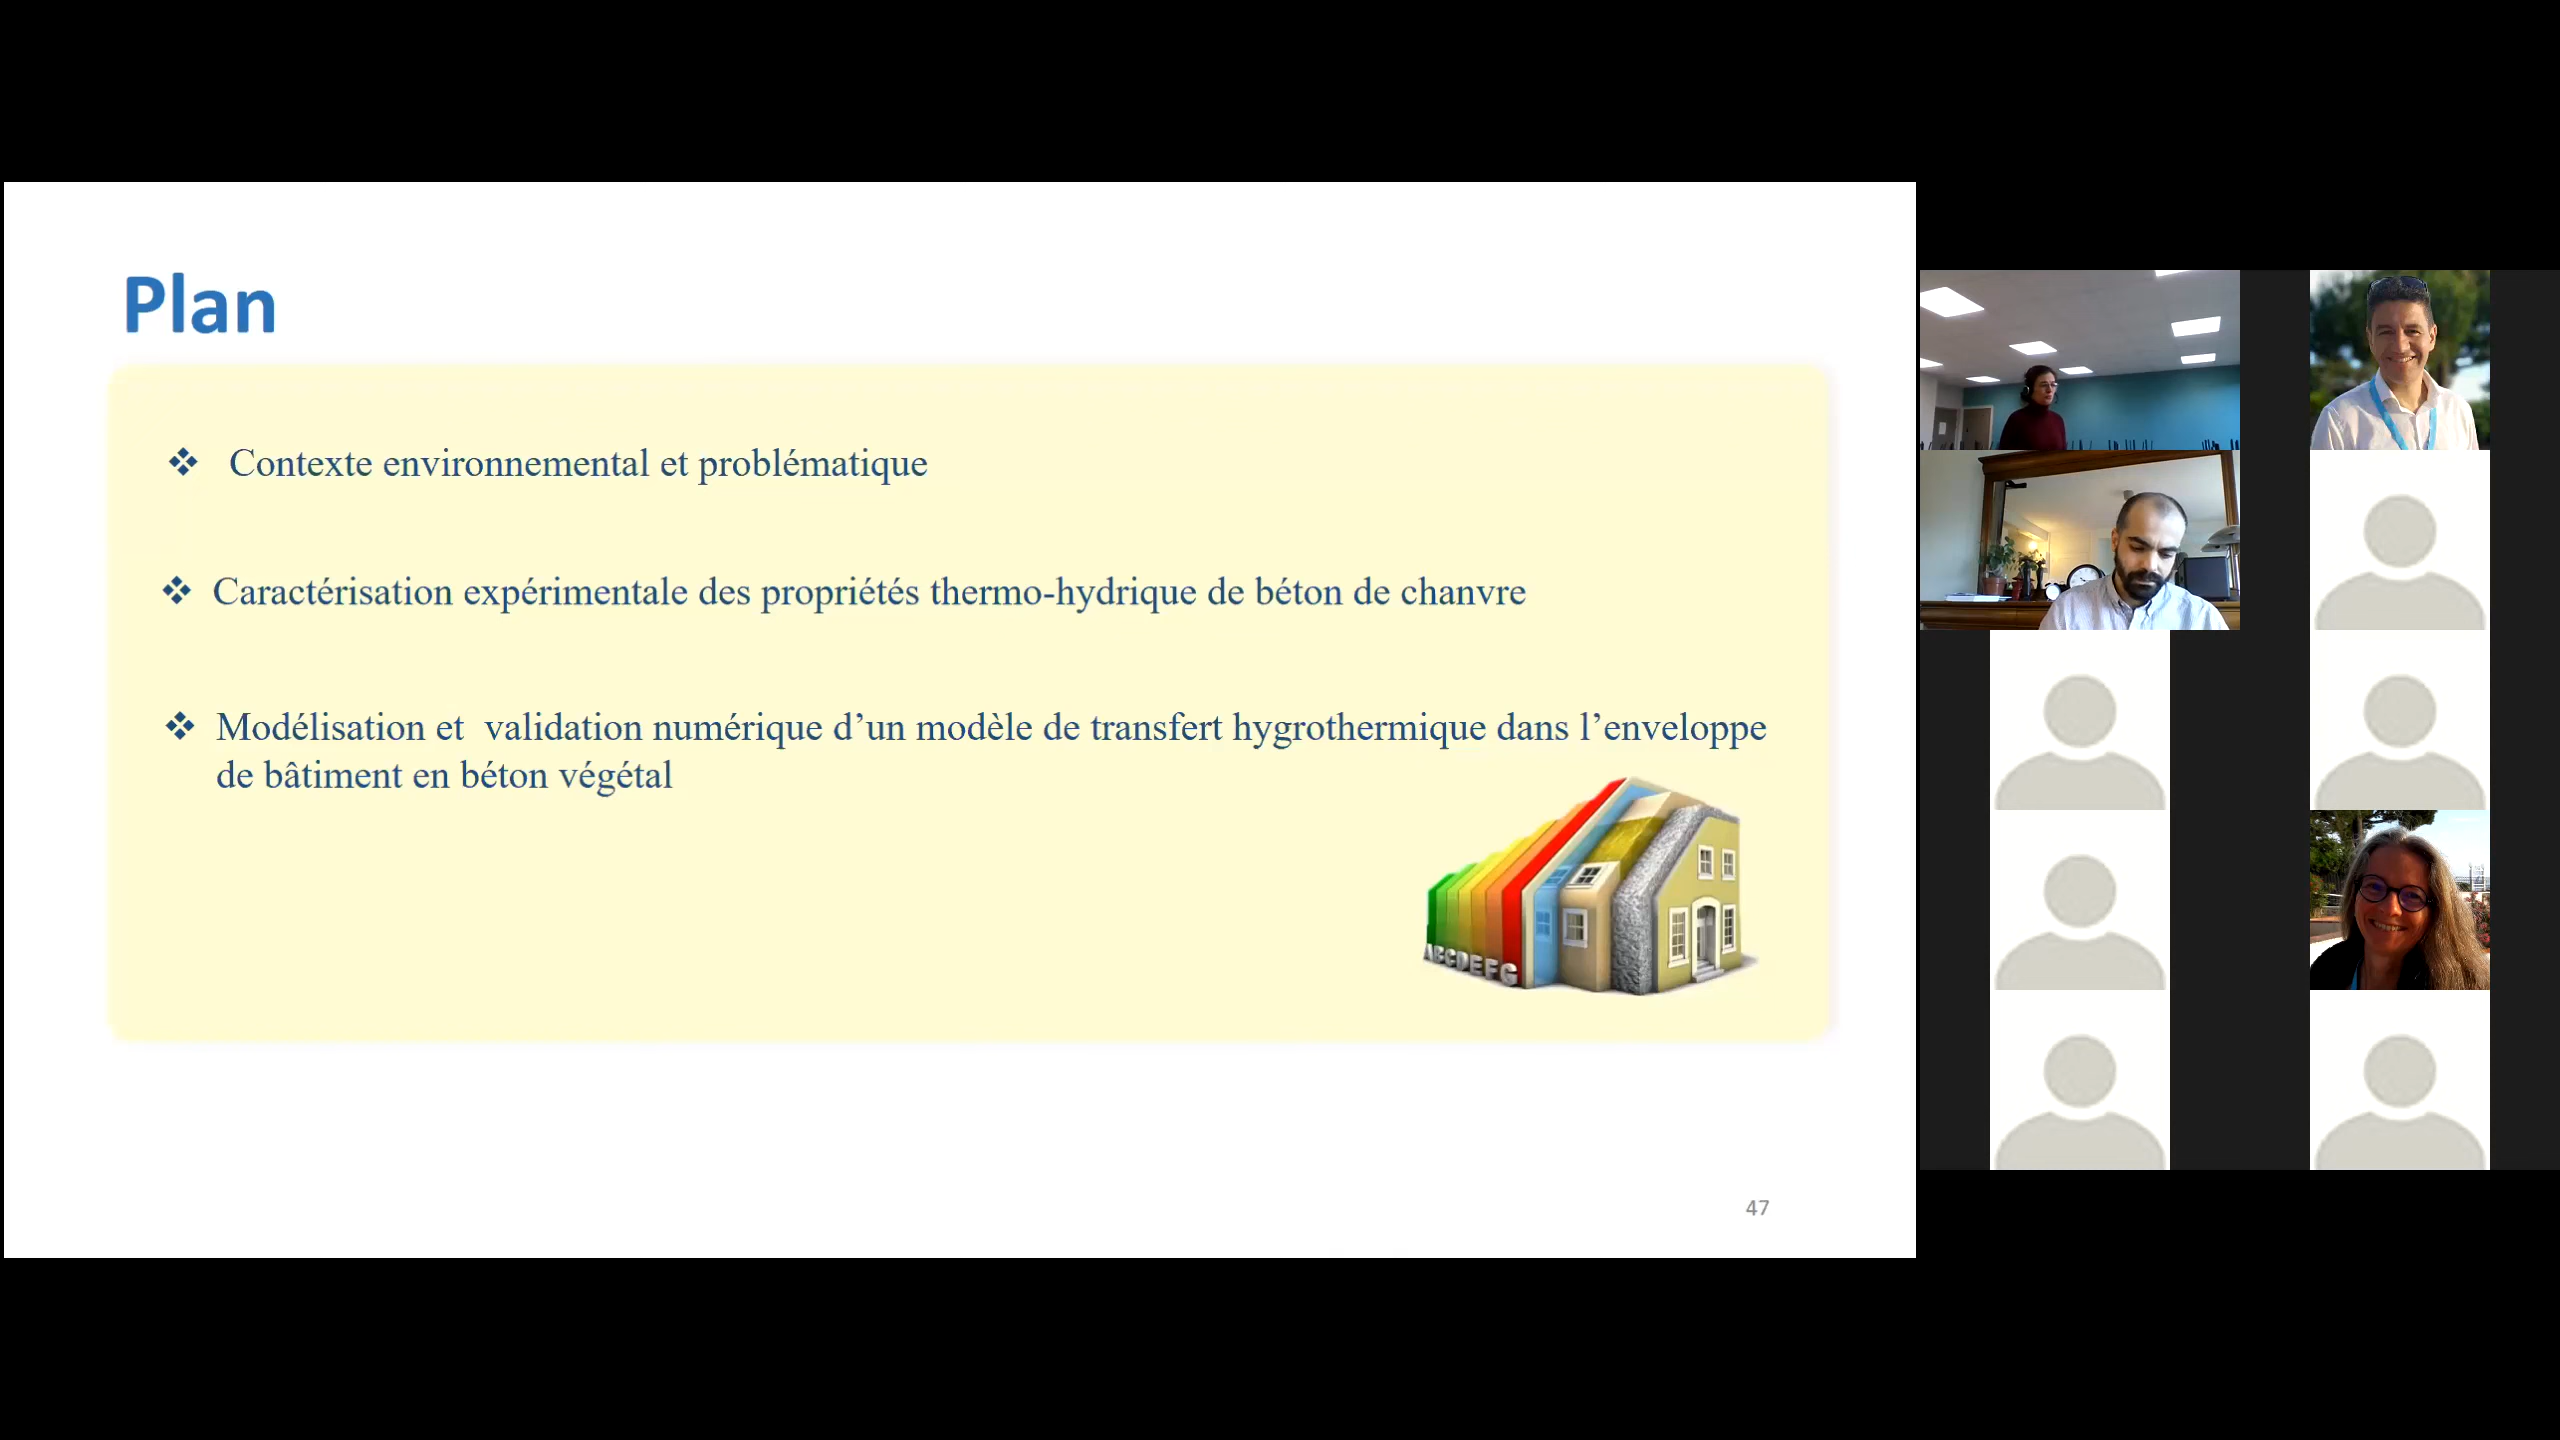 Plan
❖ Contexte environnemental et problématique
❖ Caractérisation expérimentale des propriétés thermo-hydrique de béton de chanvre
❖ Modélisation et validation numérique d’un modèle de transfert hygrothermique dans l’enveloppe
de bâtiment en béton végétal
ABCDEFG
47